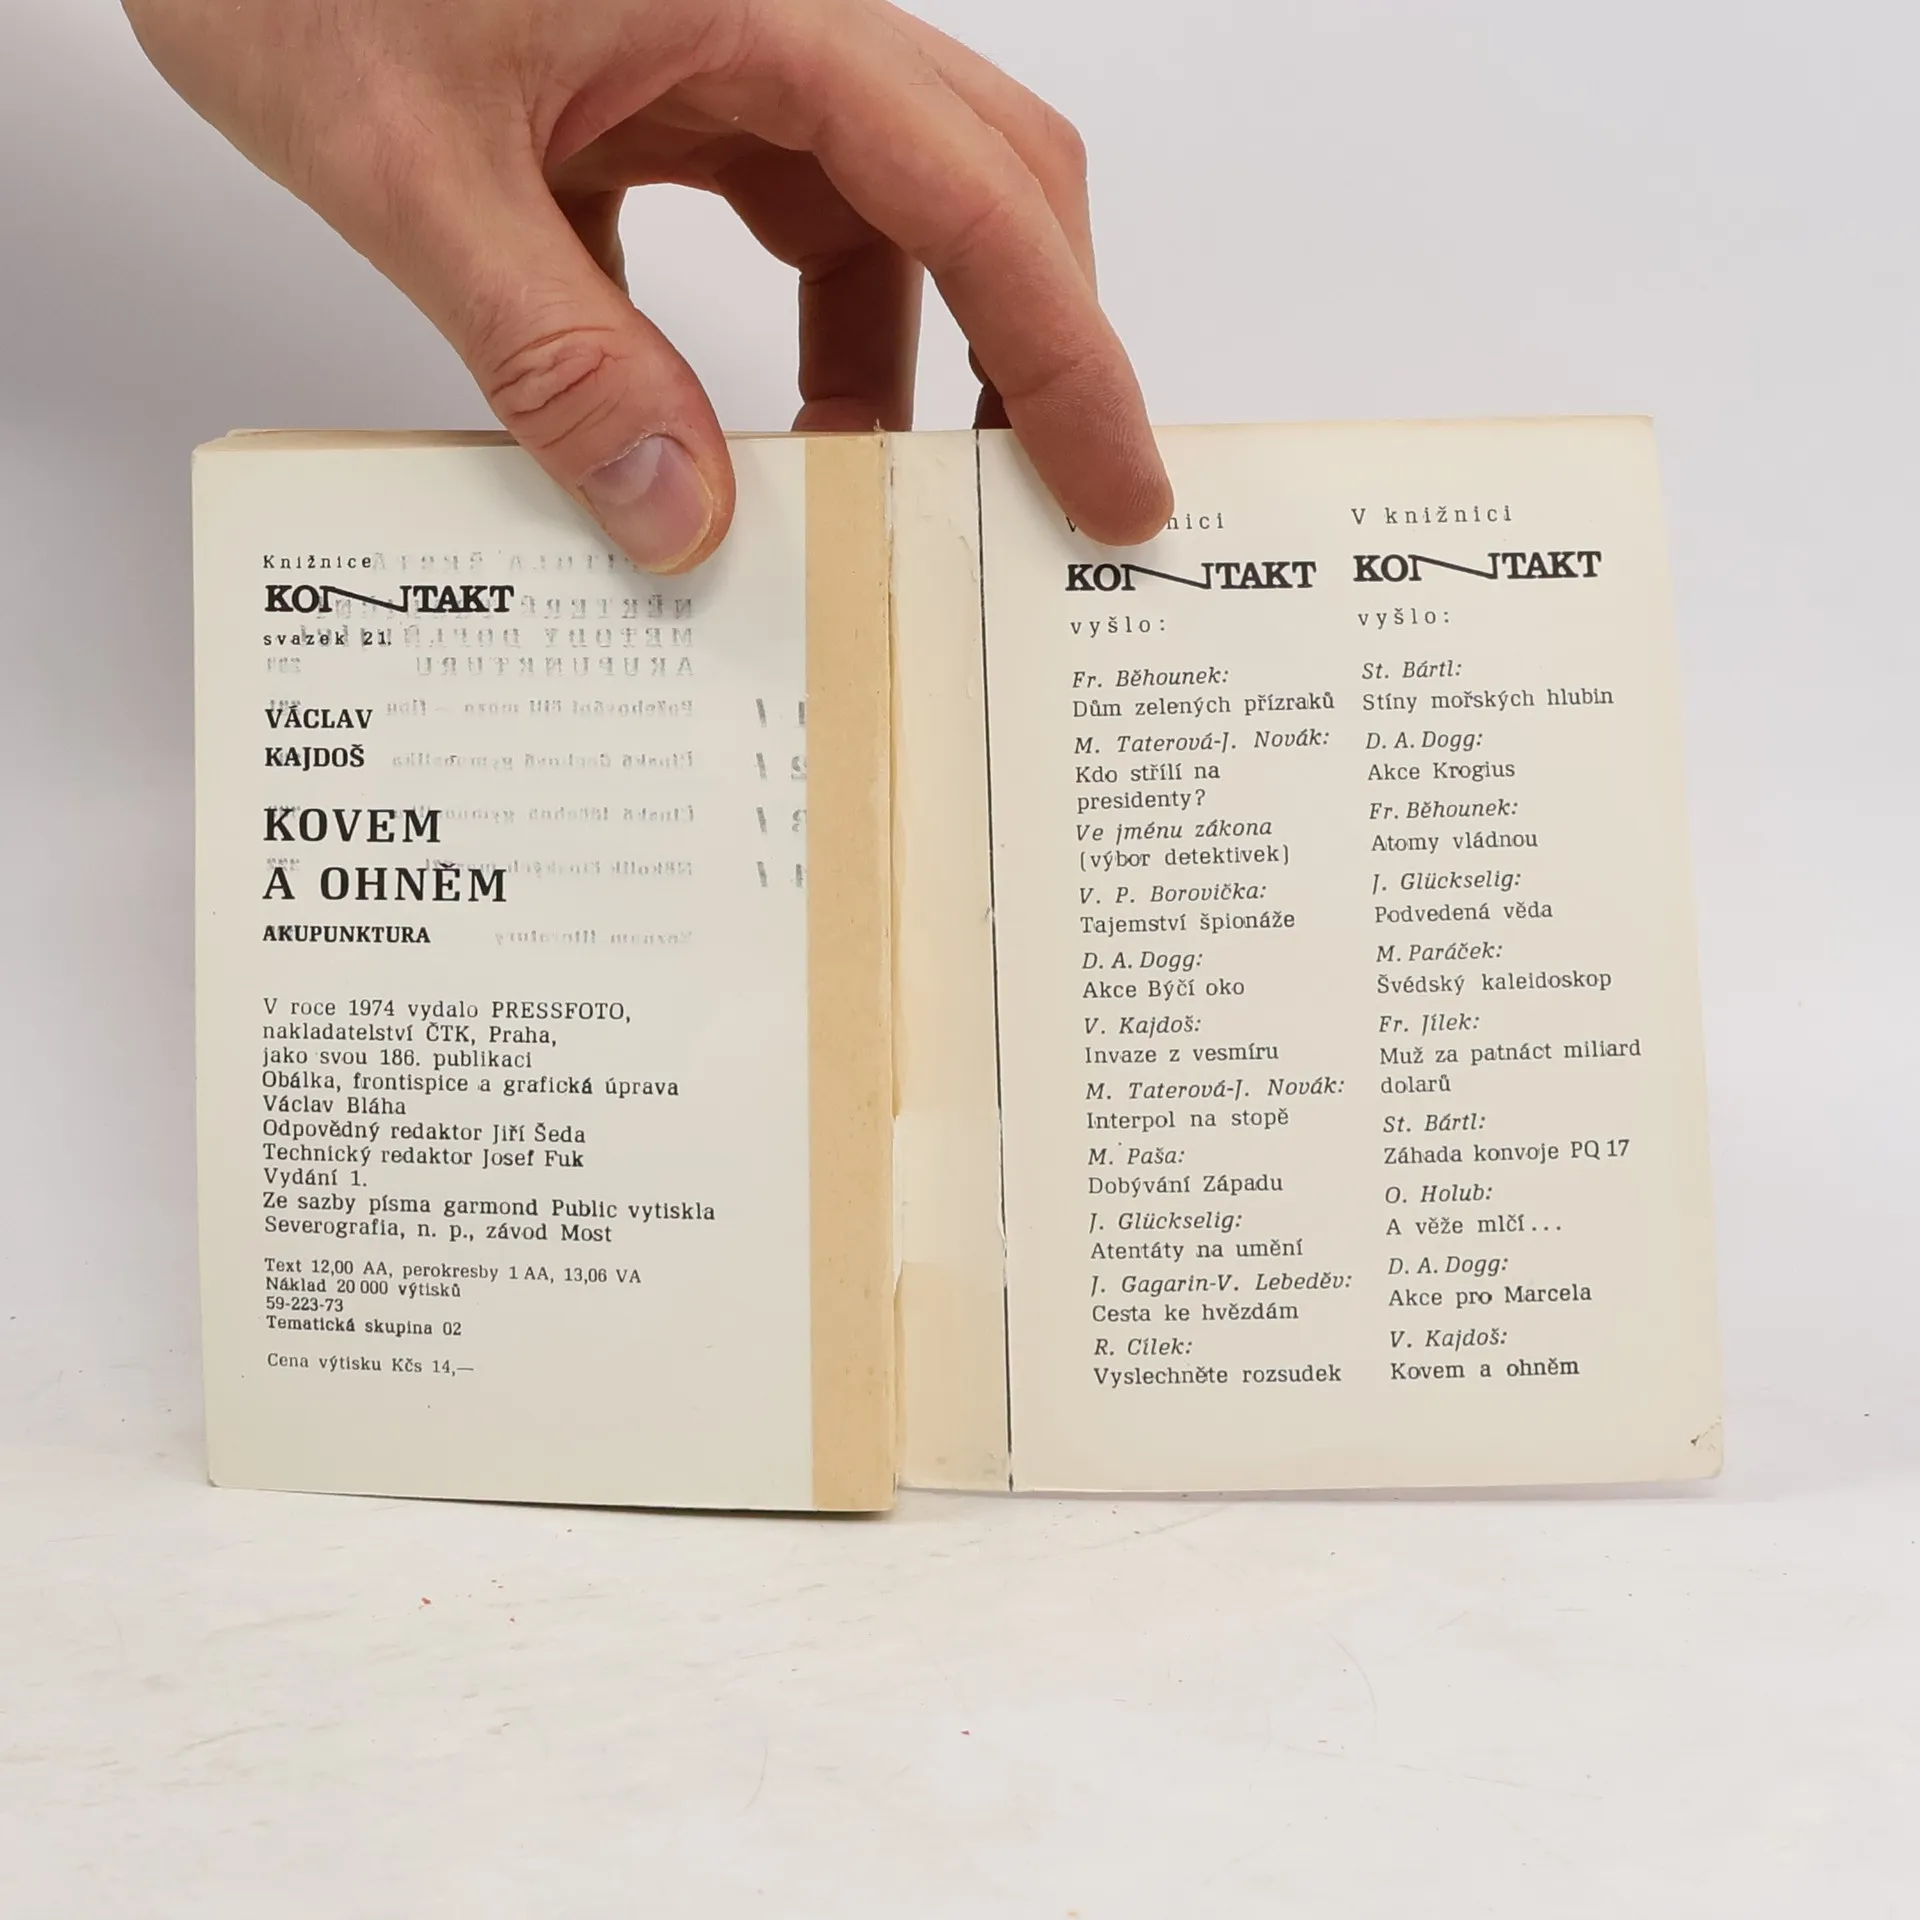 Knižnice
KONTAKT
svazek 21.
VÁCLAV
KAJDOŠ
KOVEM
A OHNĚM
AKUPUNKTURA
V roce 1974 vydalo PRESSFOTO,
nakladatelství ČTK, Praha,
jako svou 186. publikaci
Obálka, frontispice a grafická úprava
Václav Bláha
Odpovědný redaktor Jiří Šeda
Technický redaktor Josef Fuk
Vydání 1.
Ze sazby písma garmond Public vytiskla
Severografia, n. p., závod Most
Text 12,00 AA, perokresby 1 AA, 13,06 VA
Náklad 20 000 výtisků
59-223-73
Tematická skupina 02
Cena výtisku Kčs 14,—
V
KONTAKT
vyšlo:
Fr. Běhounek:
Dům zelených přízraků
M. Taterová-J. Novák:
Kdo střílí na
presidenty?
Ve jménu zákona
(výbor detektivek)
V. P. Borovička:
Tajemství špionáže
D. A. Dogg:
Akce Býčí oko
V. Kajdoš:
Invaze z vesmíru
M. Taterová-J. Novák:
Interpol na stopě
M. Paša:
Dobývání Západu
J. Glückselig:
Atentáty na umění
J. Gagarin-V. Lebeděv:
Cesta ke hvězdám
R. Cílek:
Vyslechněte rozsudek
V knižnici
KONTAKT
vyšlo:
St. Bártl:
Stíny mořských hlubin
D. A. Dogg:
Akce Krogius
Fr. Běhounek:
Atomy vládnou
J. Glückselig:
Podvedená věda
M. Paráček:
Švédský kaleidoskop
Fr. Jílek:
Muž za patnáct miliard
dolarů
St. Bártl:
Záhada konvoje PQ 17
O. Holub:
A věže mlčí...
D. A. Dogg:
Akce pro Marcela
V. Kajdoš:
Kovem a ohněm